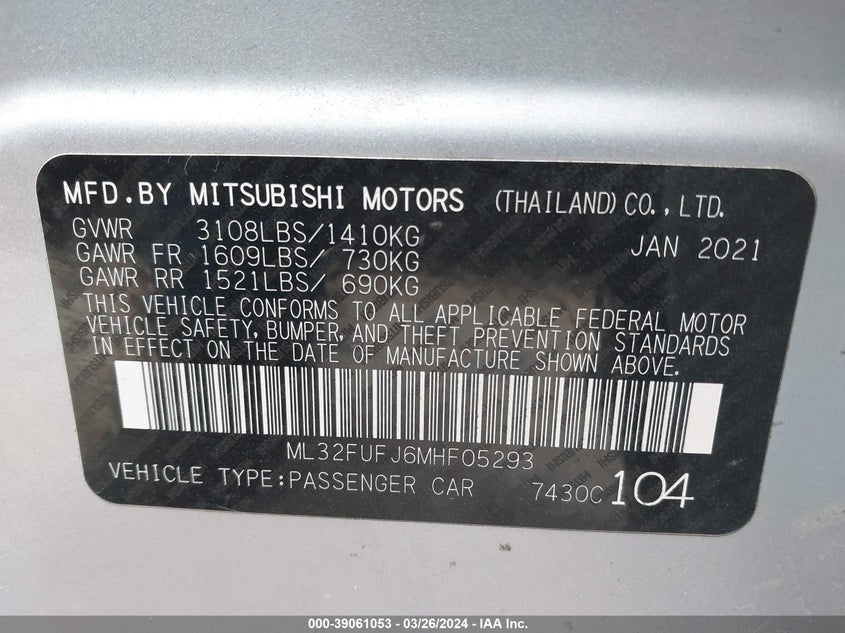 MFD.BY MITSUBISHI MOTORS (THAILAND) CO., LTD.
GVWR 3108LBS/1410KG JAN 2021
GAWR FR 1609LBS/ 730KG
GAWR RR 1521LBS/ 690KG
THIS VEHICLE CONFORMS TO ALL APPLICABLE FEDERAL MOTOR
VEHICLE SAFETY, BUMPER, AND THEFT PREVENTION STANDARDS
IN EFFECT ON THE DATE OF MANUFACTURE SHOWN ABOVE.
ML32FUFJ6MHF05293
VEHICLE TYPE:PASSENGER CAR 7430C 104
000-39061053 / 03/26/2024 - IAA Inc.